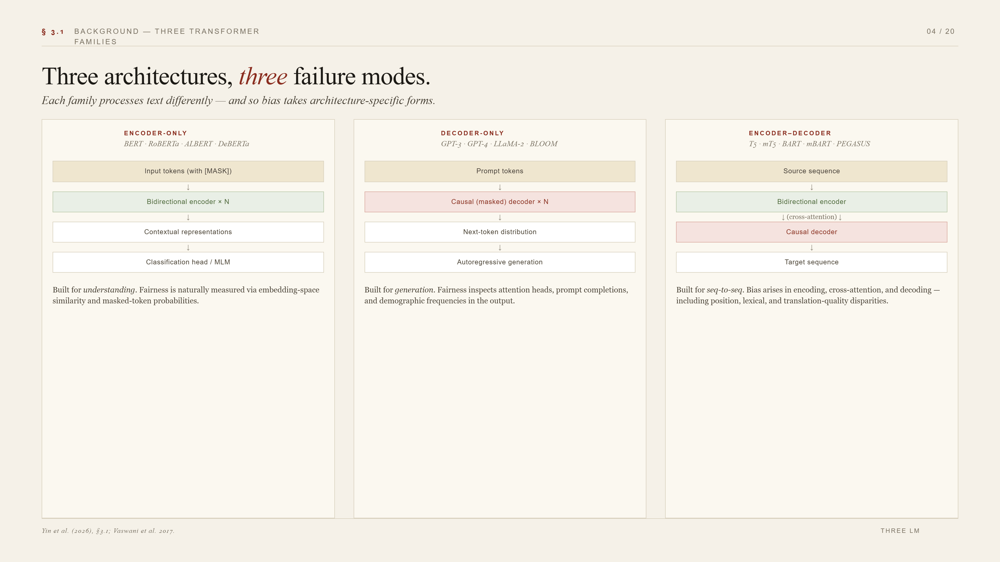 § 3.1 BACKGROUND — THREE TRANSFORMER
FAMILIES
04 / 20
Three architectures, three failure modes.
Each family processes text differently — and so bias takes architecture-specific forms.
ENCODER-ONLY
BERT · RoBERTa · ALBERT · DeBERTa
Input tokens (with [MASK])
↓
Bidirectional encoder × N
↓
Contextual representations
↓
Classification head / MLM
Built for understanding. Fairness is naturally measured via embedding-space
similarity and masked-token probabilities.
DECODER-ONLY
GPT-3 · GPT-4 · LLaMA-2 · BLOOM
Prompt tokens
↓
Causal (masked) decoder × N
↓
Next-token distribution
↓
Autoregressive generation
Built for generation. Fairness inspects attention heads, prompt completions,
and demographic frequencies in the output.
ENCODER–DECODER
T5 · mT5 · BART · mBART · PEGASUS
Source sequence
↓
Bidirectional encoder
↓ (cross-attention) ↓
Causal decoder
↓
Target sequence
Built for seq-to-seq. Bias arises in encoding, cross-attention, and decoding —
including position, lexical, and translation-quality disparities.
Yin et al. (2026), §3.1; Vaswani et al. 2017.
THREE LM